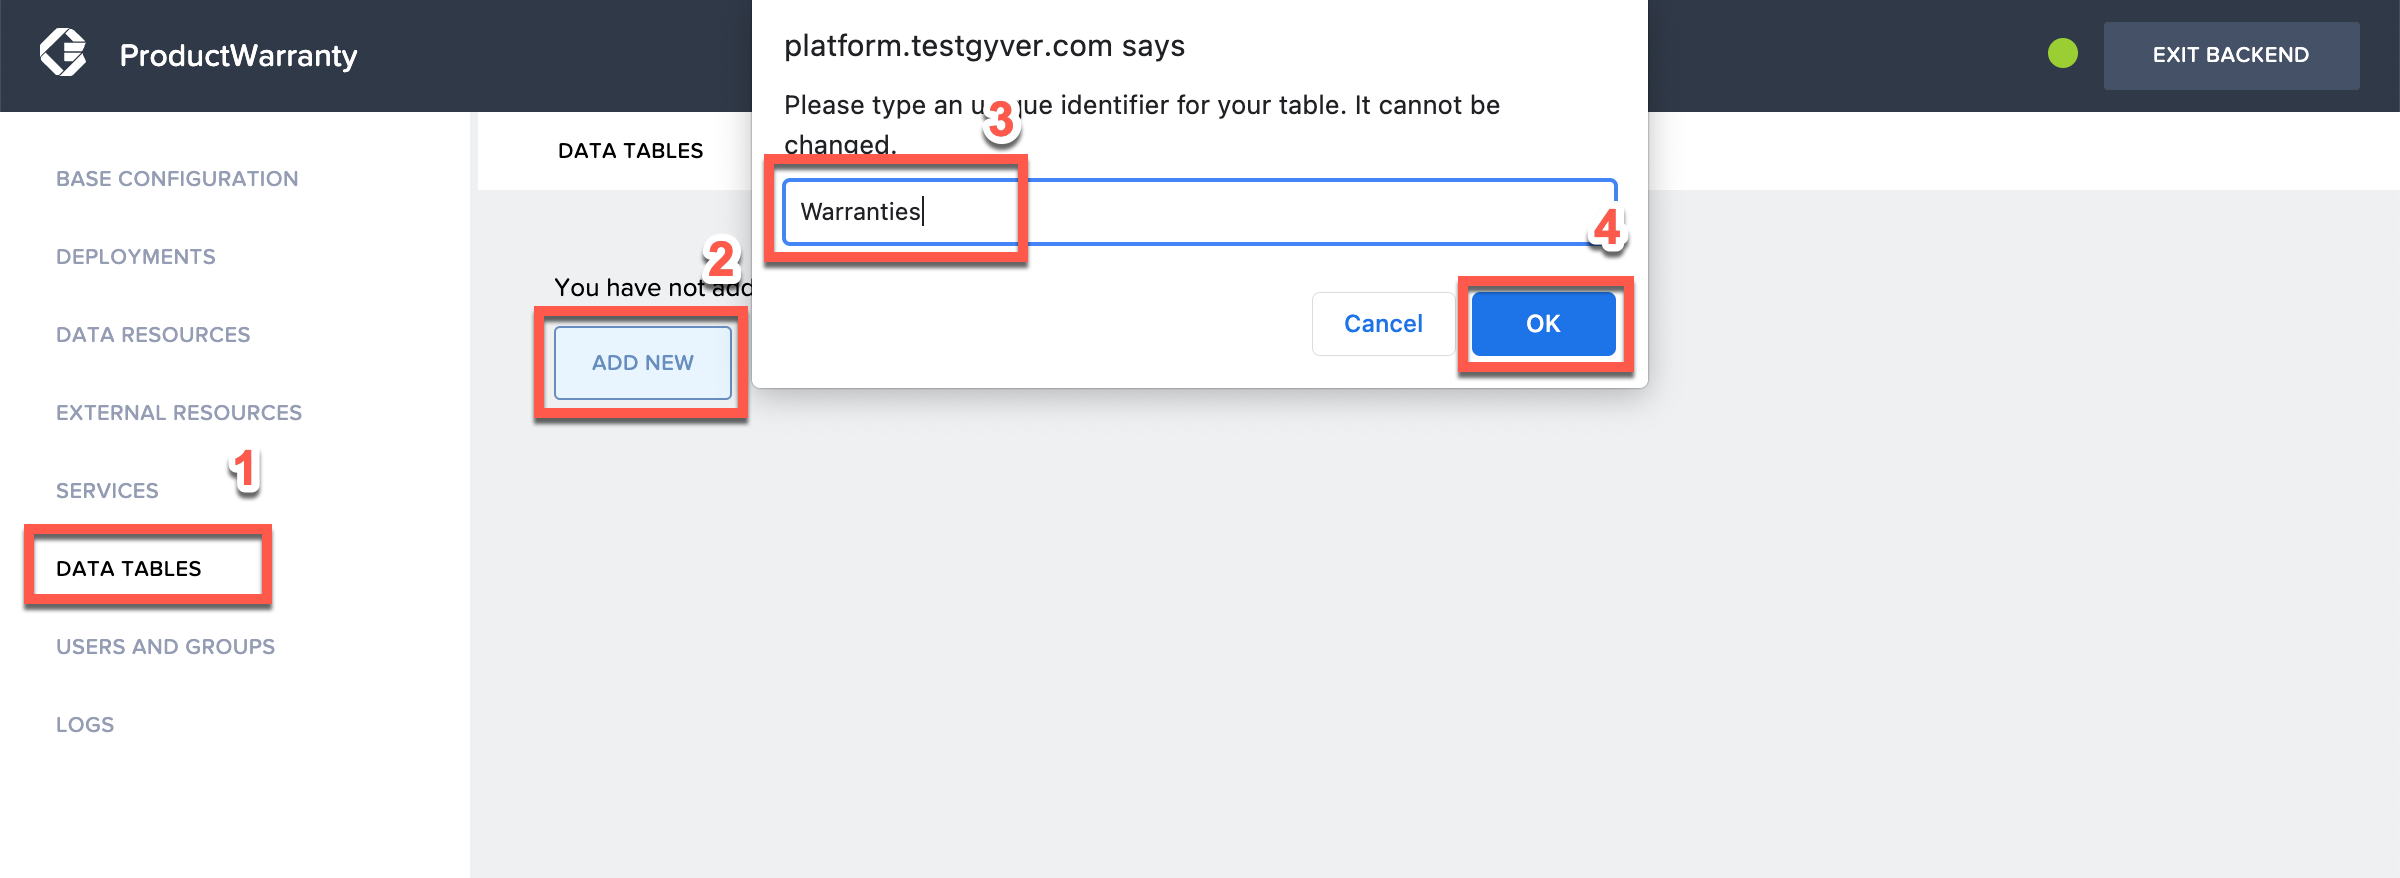 ProductWarranty
platform.testgyver.com says
EXIT BACKEND
Please type an unique identifier for your table. It cannot be
changed.
BASE CONFIGURATION
DEPLOYMENTS
DATA RESOURCES
EXTERNAL RESOURCES
SERVICES
1
DATA TABLES
USERS AND GROUPS
LOGS
DATA TABLES
You have not add
2
ADD NEW
3
Warranties
4
Cancel
OK